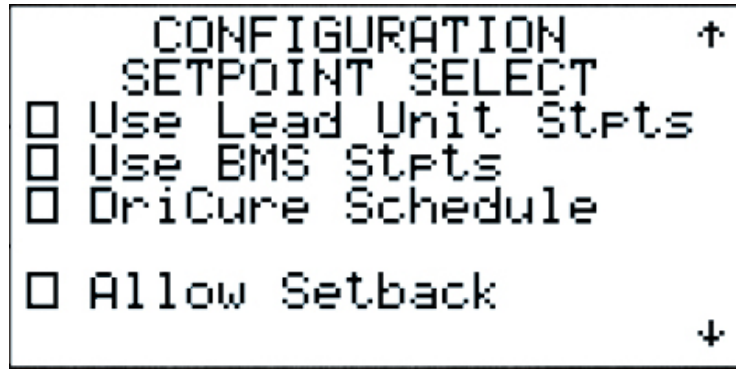 CONFIGURATION ↑
SETPOINT SELECT
☐ Use Lead Unit Stpts
☐ Use BMS Stpts
☐ DriCure Schedule
☐ Allow Setback
↓